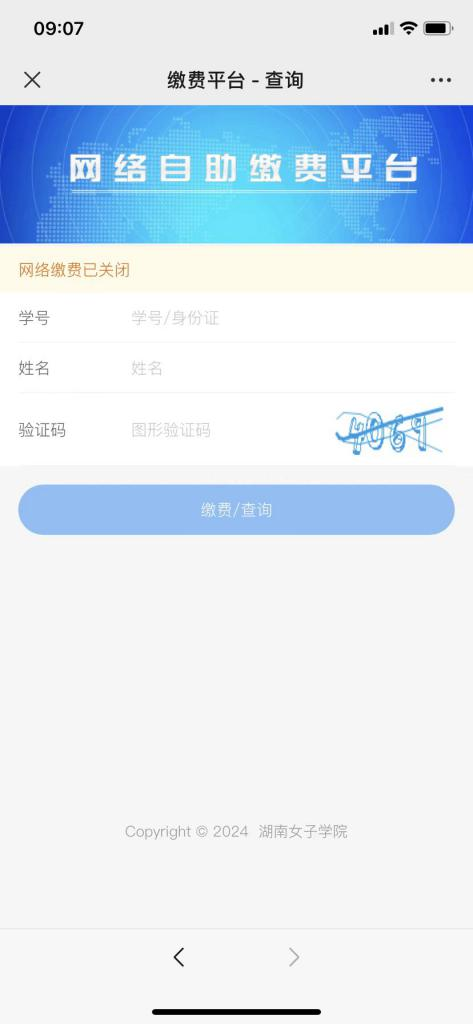 09:07
缴费平台 - 查询
网络自助缴费平台
网络缴费已关闭
学号 学号/身份证
姓名 姓名
验证码 图形验证码 4069
缴费/查询
Copyright © 2024 湖南女子学院